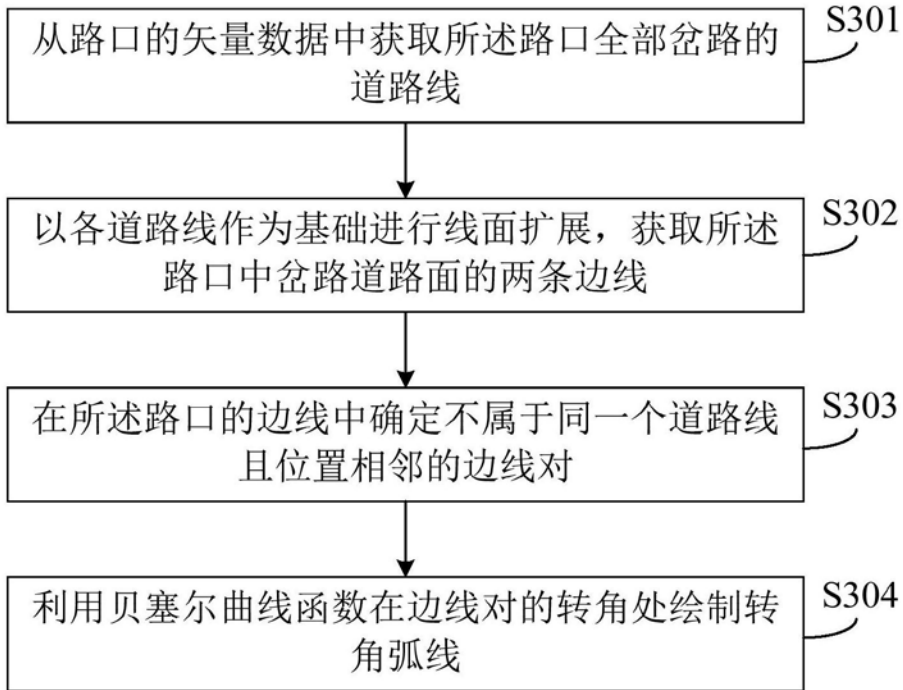 从路口的矢量数据中获取所述路口全部岔路的
道路线
S301
以各道路线作为基础进行线面扩展，获取所述
路口中岔路道路面的两条边线
S302
在所述路口的边线中确定不属于同一个道路线
且位置相邻的边线对
S303
利用贝塞尔曲线函数在边线对的转角处绘制转
角弧线
S304